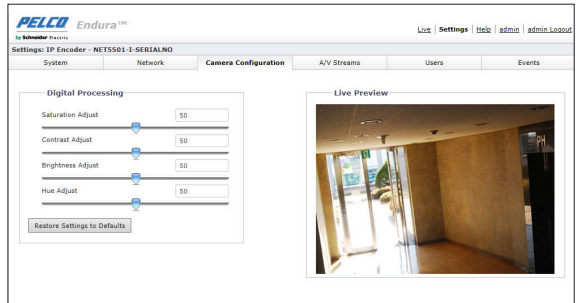 PELCO Endura™
by Schneider Electric
Live | Settings | Help | admin | admin Logout
Settings: IP Encoder - NET5501-I-SERIALNO
System Network Camera Configuration A/V Streams Users Events
Digital Processing
Saturation Adjust 50
Contrast Adjust 50
Brightness Adjust 50
Hue Adjust 50
Restore Settings to Defaults
Live Preview
PH